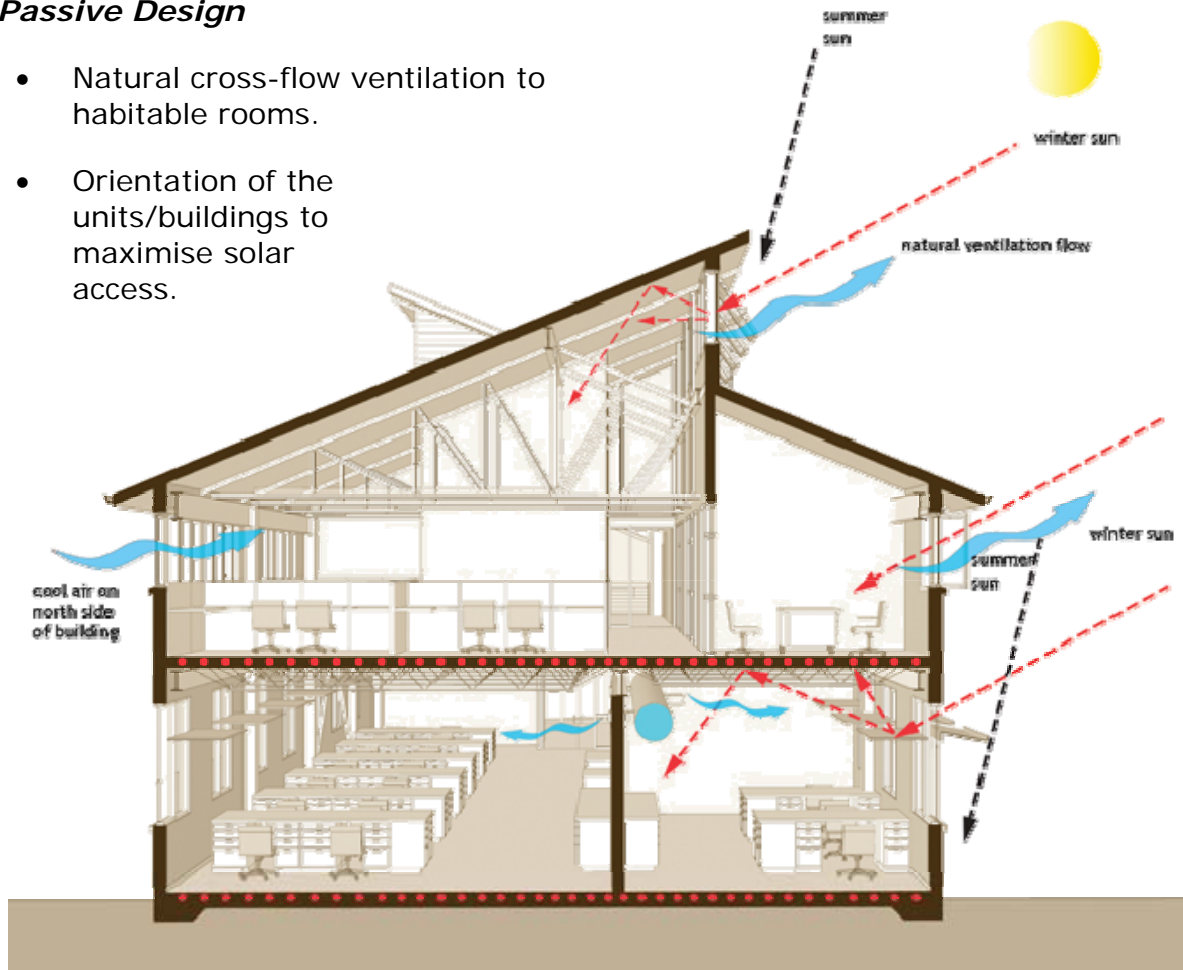 Passive Design
• Natural cross-flow ventilation to
habitable rooms.
• Orientation of the
units/buildings to
maximise solar
access.
summer
sun
winter sun
natural ventilation flow
winter sun
summer
sun
cool air on
north side
of building